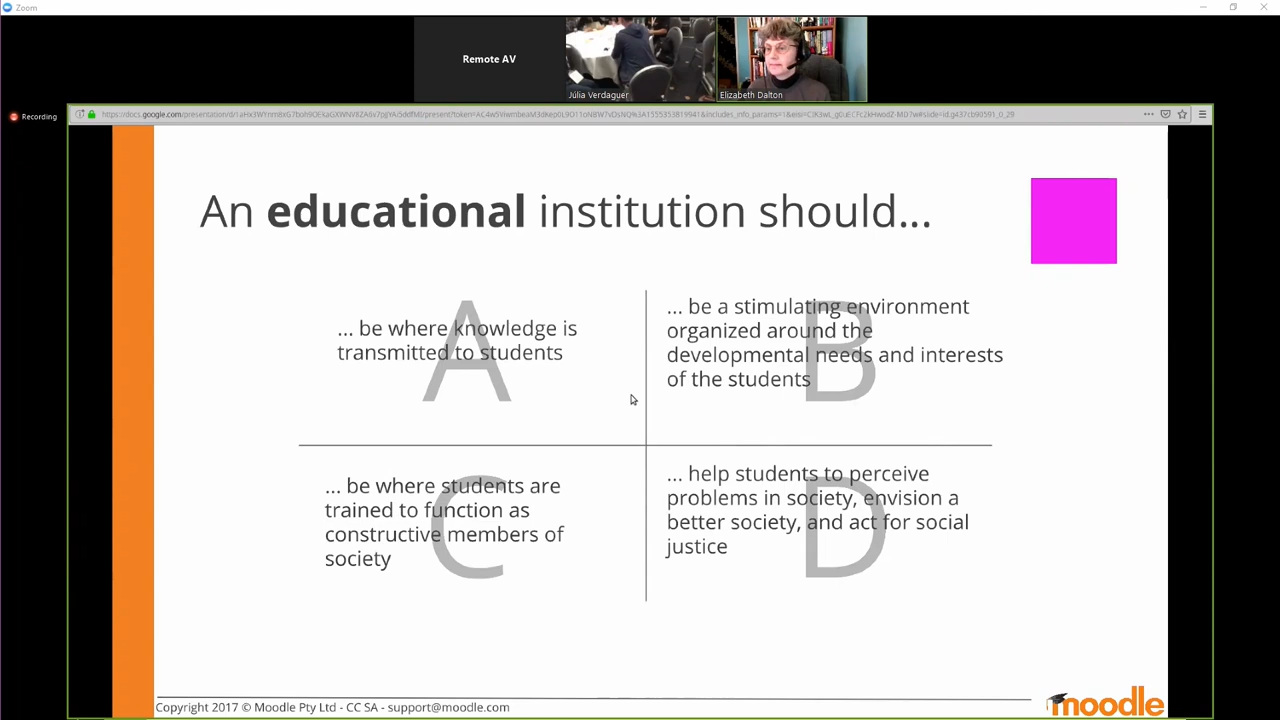 Zoom
Remote AV
Júlia Verdaguer
Elizabeth Dalton
Recording
An educational institution should...
... be where knowledge is
transmitted to students
A
... be a stimulating environment
organized around the
developmental needs and interests
of the students
B
... be where students are
trained to function as
constructive members of
society
C
... help students to perceive
problems in society, envision a
better society, and act for social
justice
D
Copyright 2017 © Moodle Pty Ltd - CC SA - support@moodle.com
moodle